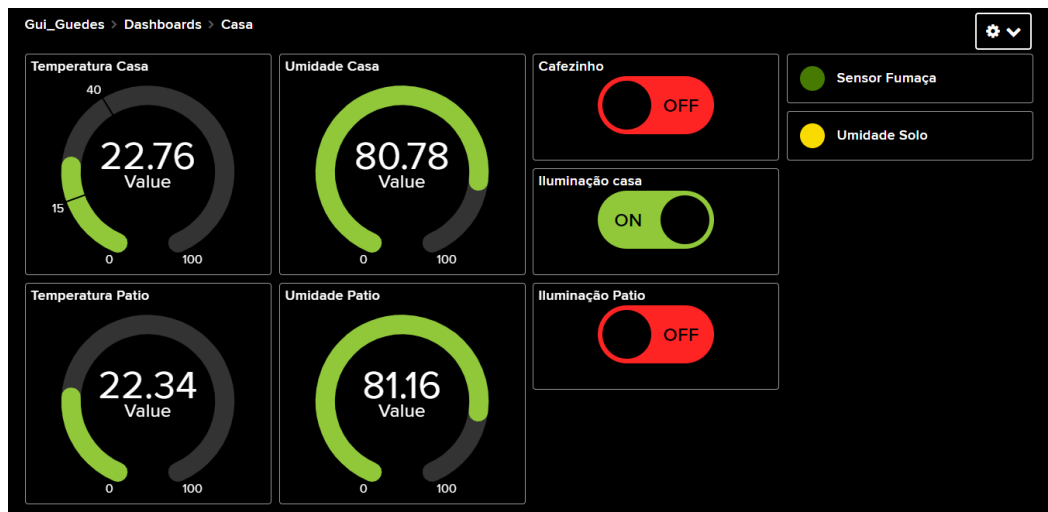 Gui_Guedes > Dashboards > Casa
Temperatura Casa
40
22.76
Value
15
0
100
Umidade Casa
80.78
Value
0
100
Cafezinho
OFF
Sensor Fumaça
Umidade Solo
Iluminação casa
ON
Temperatura Patio
22.34
Value
0
100
Umidade Patio
81.16
Value
0
100
Iluminação Patio
OFF